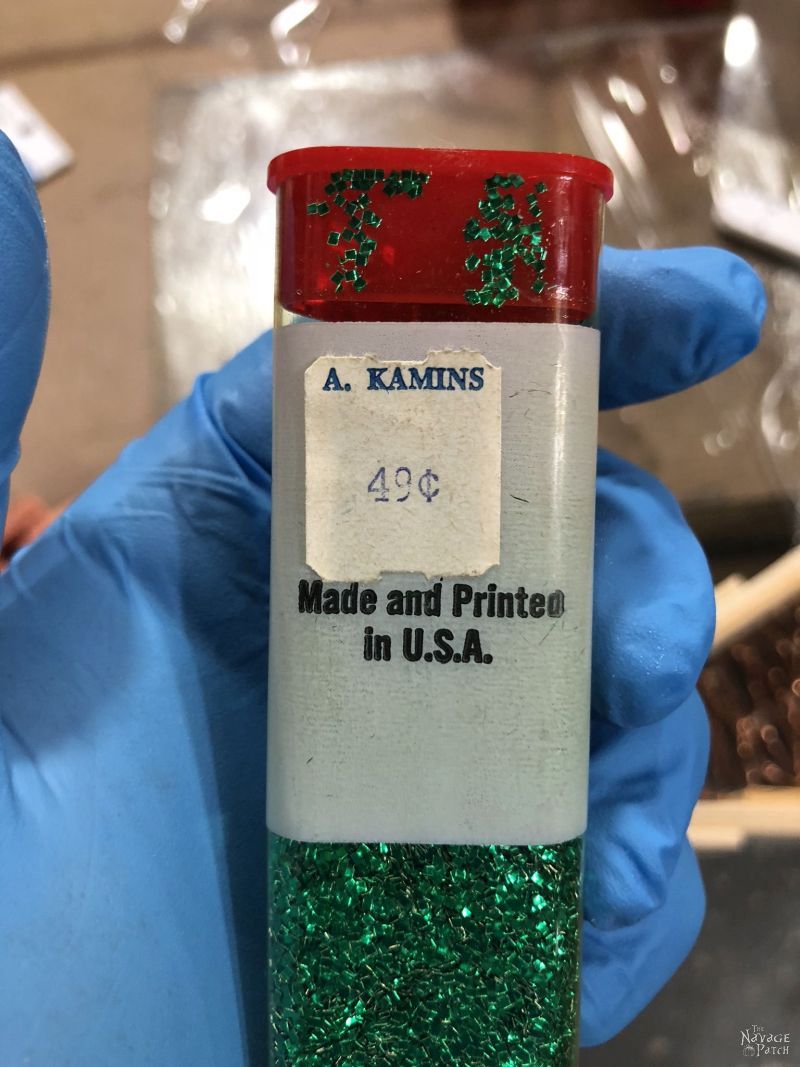 A. KAMINS
49¢
Made and Printed
in U.S.A.
THE
NAVAGE
PATCH